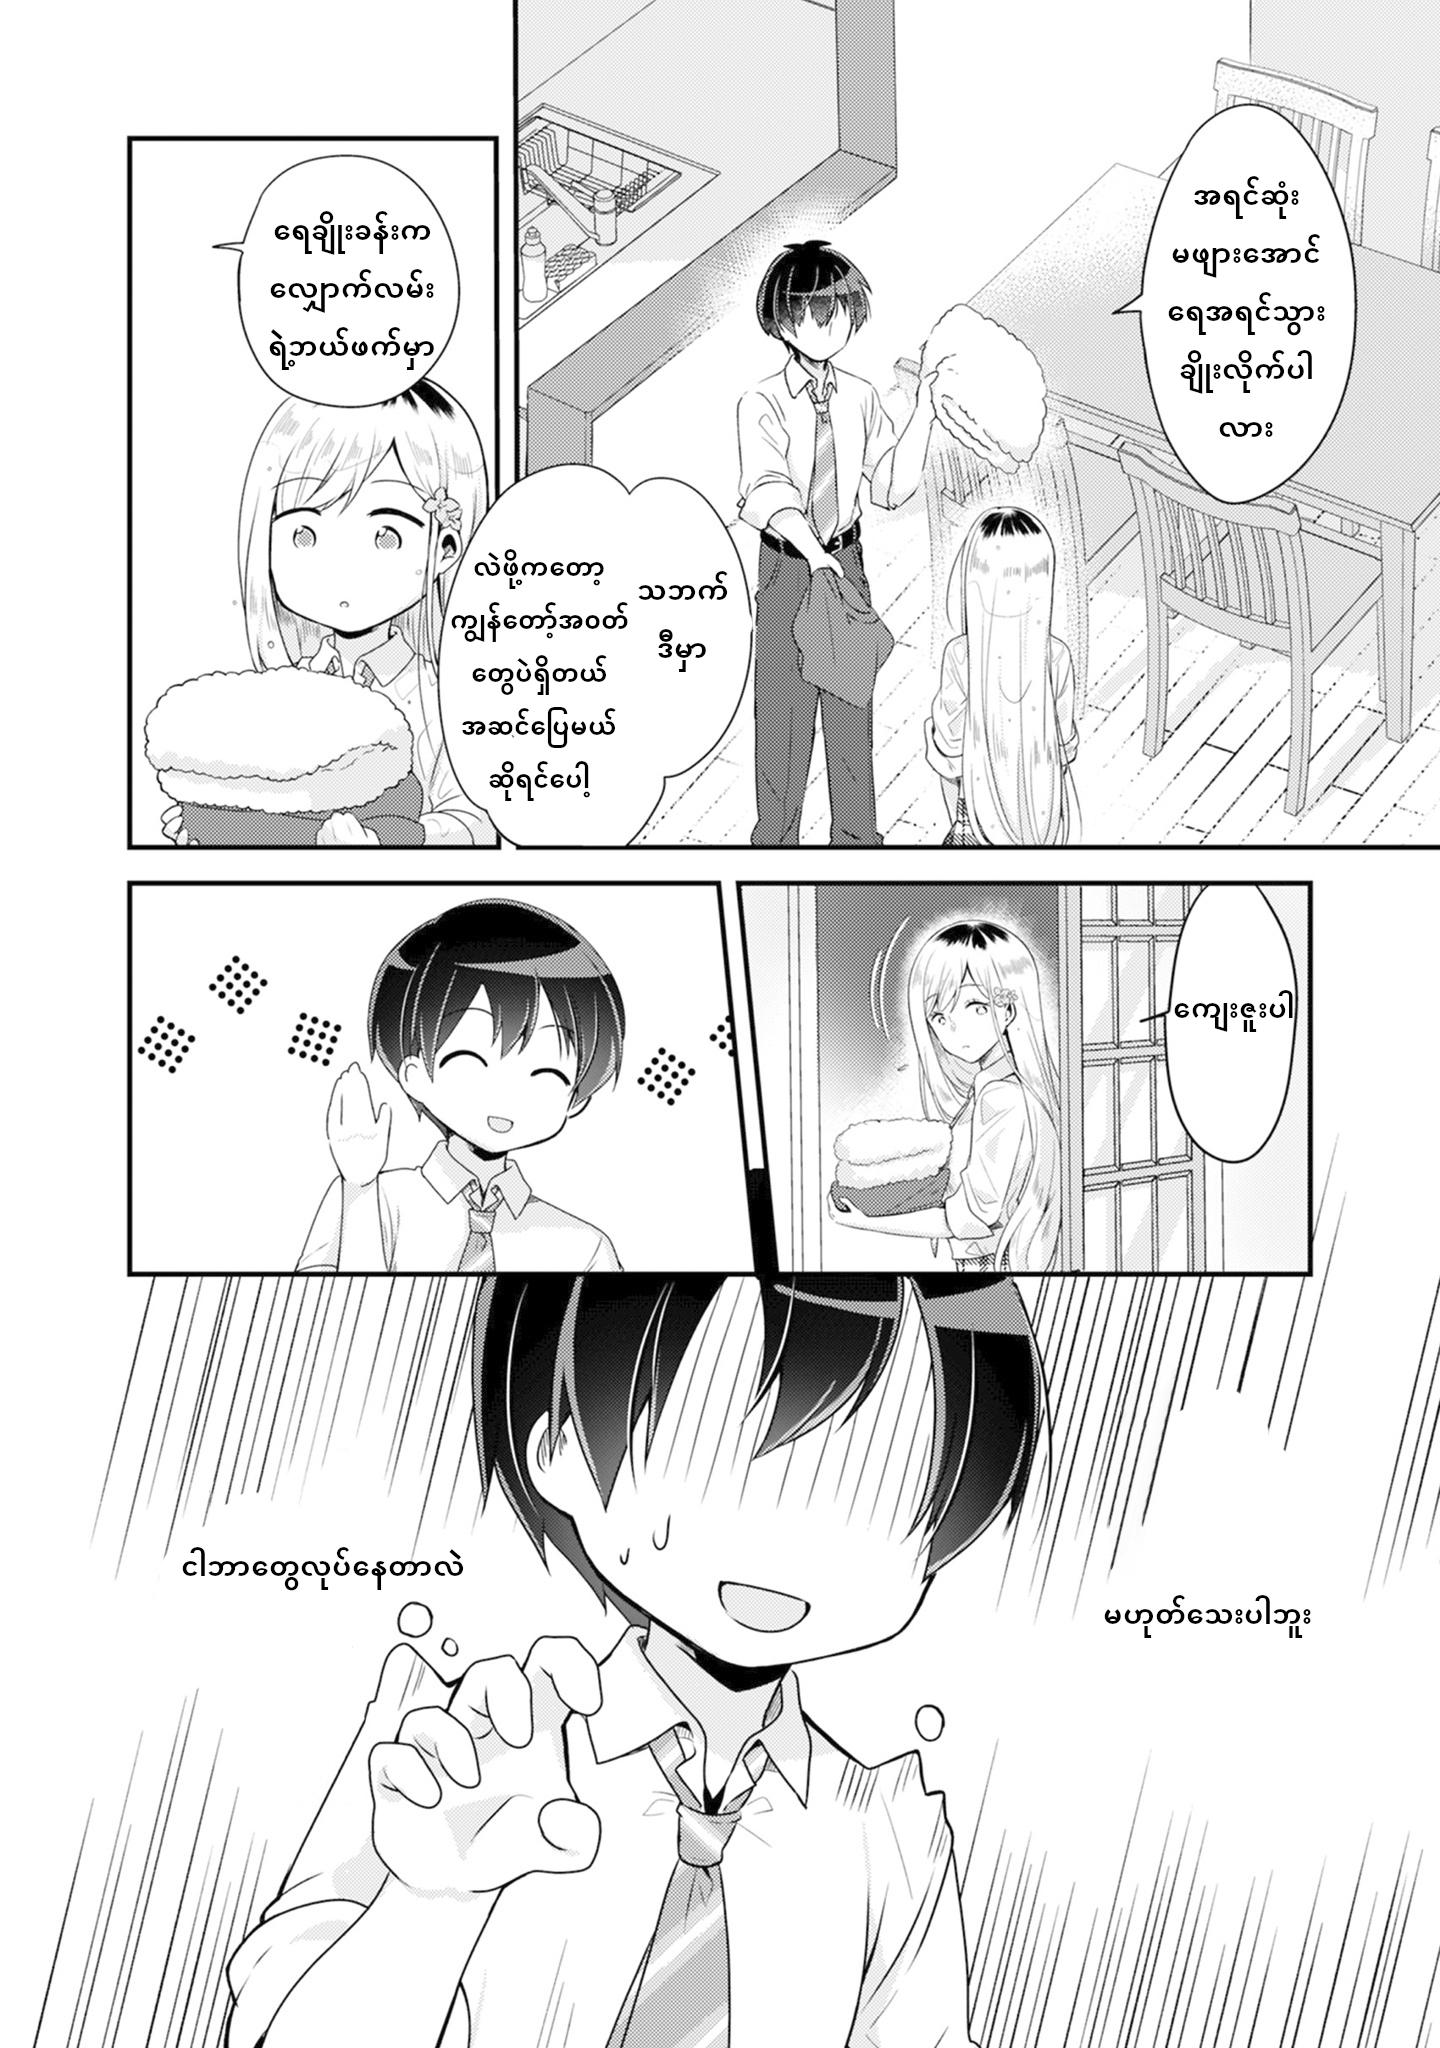 အရင်ဆုံး
မဖျားအောင်
ရေအရင်သွား
ချိုးလိုက်ပါ
လား
သဘက်
ဒီမှာ
လဲဖို့ကတော့
ကျွန်တော့်အဝတ်
တွေပဲရှိတယ်
အဆင်ပြေမယ်
ဆိုရင်ပေါ့
ရေချိုးခန်းက
လျှောက်လမ်း
ရဲ့ဘယ်ဖက်မှာ
ကျေးဇူးပါ
မဟုတ်သေးပါဘူး
ငါဘာတွေလုပ်နေတာလဲ